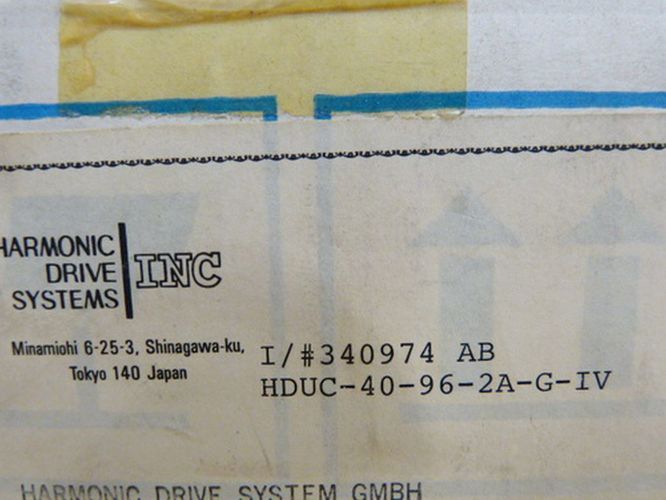 HARMONIC
DRIVE
SYSTEMS
INC
Minamiohi 6-25-3, Shinagawa-ku,
Tokyo 140 Japan
I/#340974 AB
HDUC-40-96-2A-G-IV
HARMONIC DRIVE SYSTEM GMBH